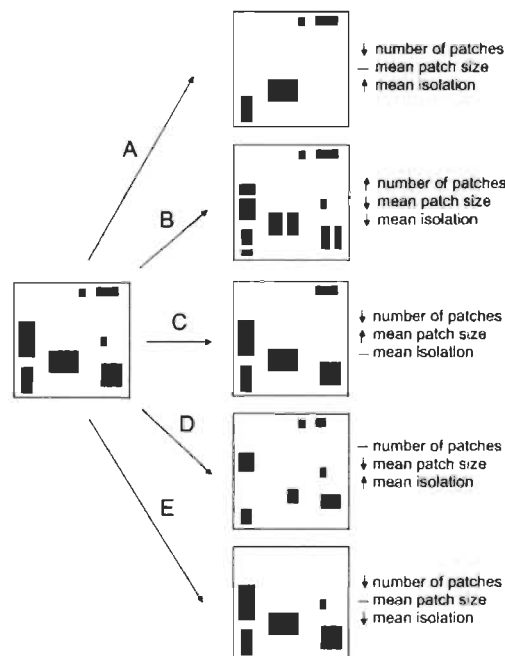 ↓ number of patches
– mean patch size
↑ mean isolation
A
↑ number of patches
↓ mean patch size
↓ mean isolation
B
C
↓ number of patches
↑ mean patch size
– mean isolation
D
– number of patches
↓ mean patch size
↑ mean isolation
E
↓ number of patches
– mean patch size
↓ mean isolation